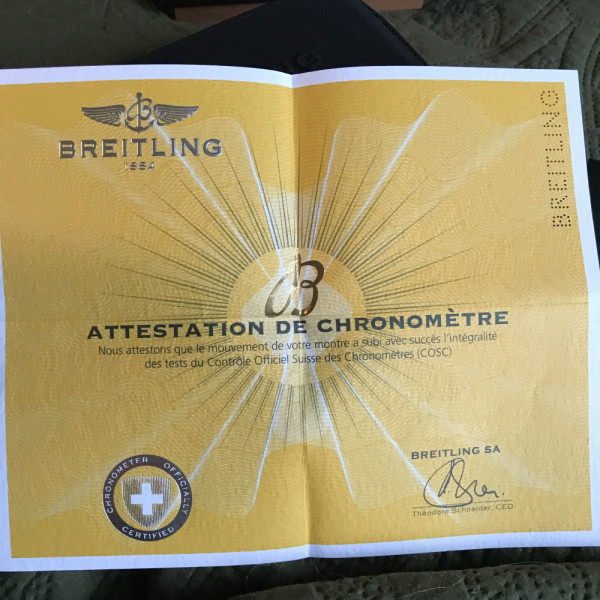 BREITLING
1884
BREITLING
B
ATTESTATION DE CHRONOMÈTRE
Nous attestons que le mouvement de votre montre a subi avec succès l'intégralité
des tests du Contrôle Officiel Suisse des Chronomètres (COSC)
CHRONOMETER OFFICIALLY
CERTIFIED
BREITLING SA
Théodore Schneider, CEO